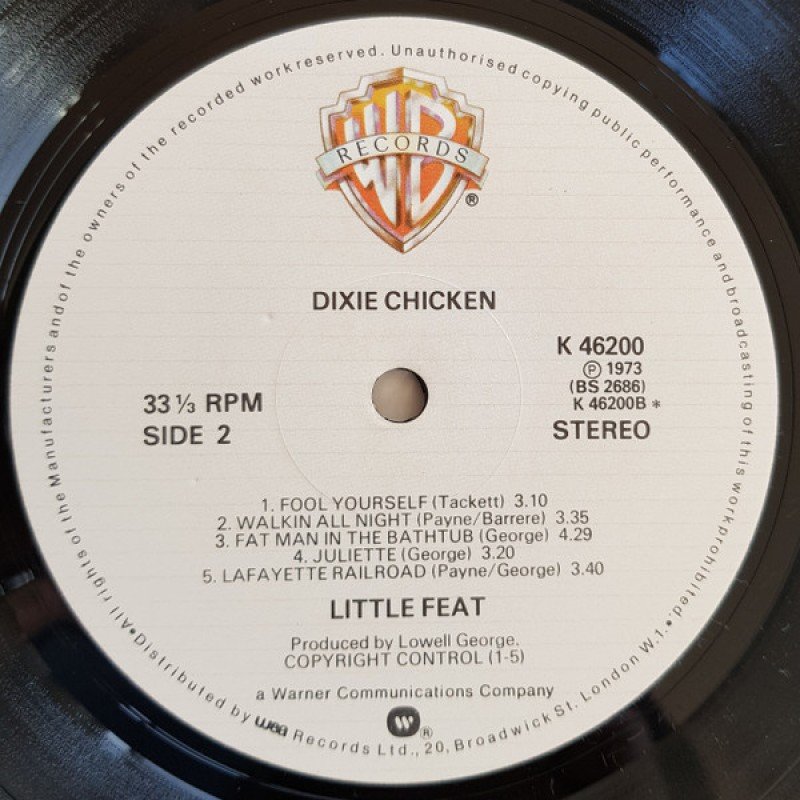 All rights of the Manufacturers and of the owners of the recorded work reserved. Unauthorised copying public performance and broadcasting of this work prohibited.
WB
RECORDS
®
DIXIE CHICKEN
K 46200
℗ 1973
(BS 2686)
K 46200B *
STEREO
33 ⅓ RPM
SIDE 2
1. FOOL YOURSELF (Tackett) 3.10
2. WALKIN ALL NIGHT (Payne/Barrere) 3.35
3. FAT MAN IN THE BATHTUB (George) 4.29
4. JULIETTE (George) 3.20
5. LAFAYETTE RAILROAD (Payne/George) 3.40
LITTLE FEAT
Produced by Lowell George.
COPYRIGHT CONTROL (1-5)
a Warner Communications Company
W ®
•Distributed by wea Records Ltd., 20, Broadwick St. London W.1.•